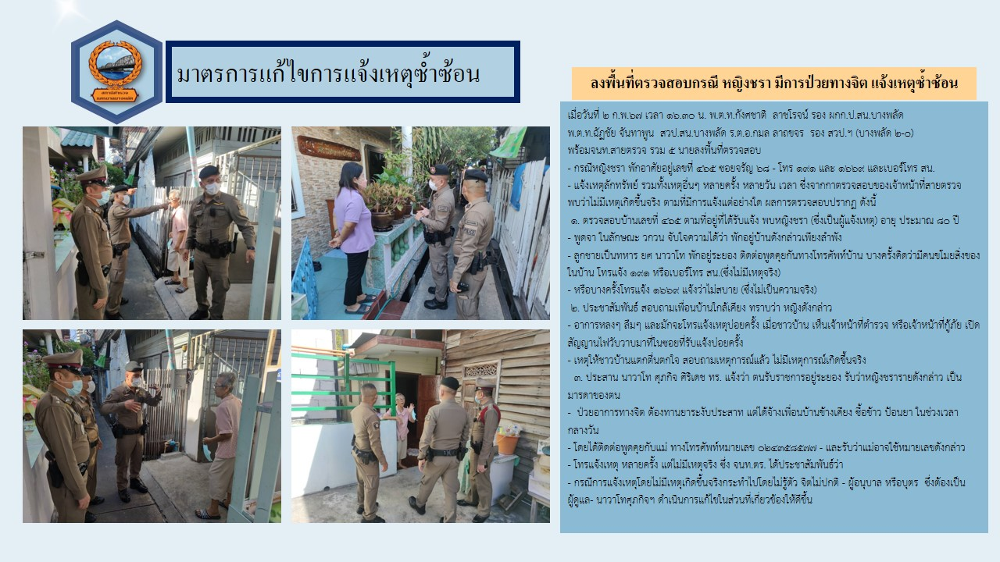 มาตรการแก้ไขการแจ้งเหตุซ้ำซ้อน
ลงพื้นที่ตรวจสอบกรณี หญิงชรา มีการป่วยทางจิต แจ้งเหตุซ้ำซ้อน
เมื่อวันที่ ๒ ก.พ.๖๗ เวลา ๑๖.๓๐ น. พ.ต.ท.กังศชาติ ลาชโรจน์ รอง ผกก.ป.สน.บางพลัด
พ.ต.ท.ฉัฏชัย จันทาพูน สวป.สน.บางพลัด ร.ต.อ.กมล ลาถขจร รอง สวป.ฯ (บางพลัด ๒-๐)
พร้อมจนท.สายตรวจ รวม ๕ นายลงพื้นที่ตรวจสอบ
- กรณีหญิงชรา พักอาศัยอยู่เลขที่ ๔๖๕ ซอยจรัญ ๖๘ - โทร ๑๙๑ และ ๑๖๖๙ และเบอร์โทร สน.
- แจ้งเหตุลักทรัพย์ รวมทั้งเหตุอื่นๆ หลายครั้ง หลายวัน เวลา ซึ่งจากกาตรวจสอบของเจ้าหน้าที่สายตรวจ
พบว่าไม่มีเหตุเกิดขึ้นจริง ตามที่มีการแจ้งแต่อย่างใด ผลการตรวจสอบปรากฏ ดังนี้
๑. ตรวจสอบบ้านเลขที่ ๔๖๕ ตามที่อยู่ที่ได้รับแจ้ง พบหญิงชรา (ซึ่งเป็นผู้แจ้งเหตุ) อายุ ประมาณ ๘๐ ปี
- พูดจา ในลักษณะ วกวน จับใจความได้ว่า พักอยู่บ้านดังกล่าวเพียงลำพัง
- ลูกชายเป็นทหาร ยศ นาวาโท พักอยู่ระยอง ติดต่อพูดคุยกันทางโทรศัพท์บ้าน บางครั้งคิดว่ามีคนขโมยสิ่งของ
ในบ้าน โทรแจ้ง ๑๙๑ หรือเบอร์โทร สน.(ซึ่งไม่มีเหตุจริง)
- หรือบางครั้งโทรแจ้ง ๑๖๖๙ แจ้งว่าไม่สบาย (ซึ่งไม่เป็นความจริง)
๒. ประชาสัมพันธ์ สอบถามเพื่อนบ้านใกล้เคียง ทราบว่า หญิงดังกล่าว
- อาการหลงๆ ลืมๆ และมักจะโทรแจ้งเหตุบ่อยครั้ง เมื่อชาวบ้าน เห็นเจ้าหน้าที่ตำรวจ หรือเจ้าหน้าที่กู้ภัย เปิด
สัญญานไฟวับวาบมาที่ในซอยที่รับแจ้งบ่อยครั้ง
- เหตุให้ชาวบ้านแตกตื่นตกใจ สอบถามเหตุการณ์แล้ว ไม่มีเหตุการณ์เกิดขึ้นจริง
๓. ประสาน นาวาโท ศุภกิจ ศิริเดช ทร. แจ้งว่า ตนรับราชการอยู่ระยอง รับว่าหญิงชรารายดังกล่าว เป็น
มารดาของตน
- ป่วยอาการทางจิต ต้องทานยาระงับประสาท แต่ได้จ้างเพื่อนบ้านข้างเคียง ซื้อข้าว ป้อนยา ในช่วงเวลา
กลางวัน
- โดยได้ติดต่อพูดคุยกับแม่ ทางโทรศัพท์หมายเลข ๐๒๔๓๕๘๕๗๗ - และรับว่าแม่อาจใช้หมายเลขดังกล่าว
- โทรแจ้งเหตุ หลายครั้ง แต่ไม่มีเหตุจริง ซึ่ง จนท.ตร. ได้ประชาสัมพันธ์ว่า
- กรณีการแจ้งเหตุโดยไม่มีเหตุเกิดขึ้นจริงกระทำไปโดยไม่รู้ตัว จิตไม่ปกติ - ผู้อนุบาล หรือบุตร ซึ่งต้องเป็น
ผู้ดูแล- นาวาโทศุภกิจฯ ดำเนินการแก้ไขในส่วนที่เกี่ยวข้องให้ดีขึ้น